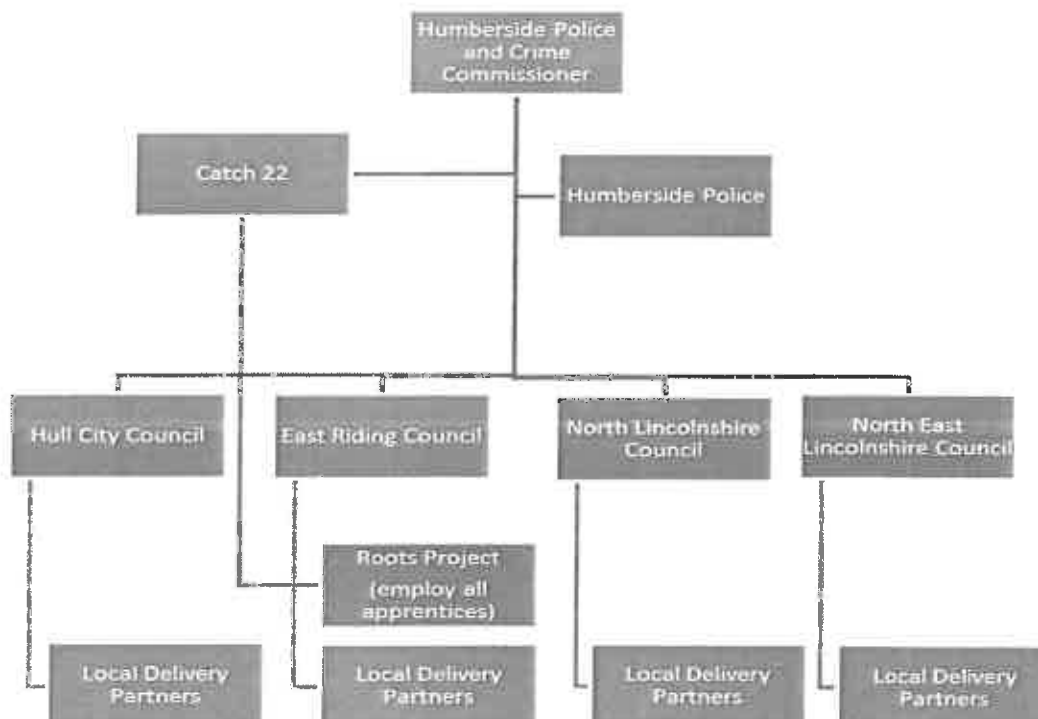 Humberside Police
and Crime
Commissioner
Catch 22
Humberside Police
Hull City Council
East Riding Council
North Lincolnshire
Council
North East
Lincolnshire Council
Roots Project
(employ all
apprentices)
Local Delivery
Partners
Local Delivery
Partners
Local Delivery
Partners
Local Delivery
Partners